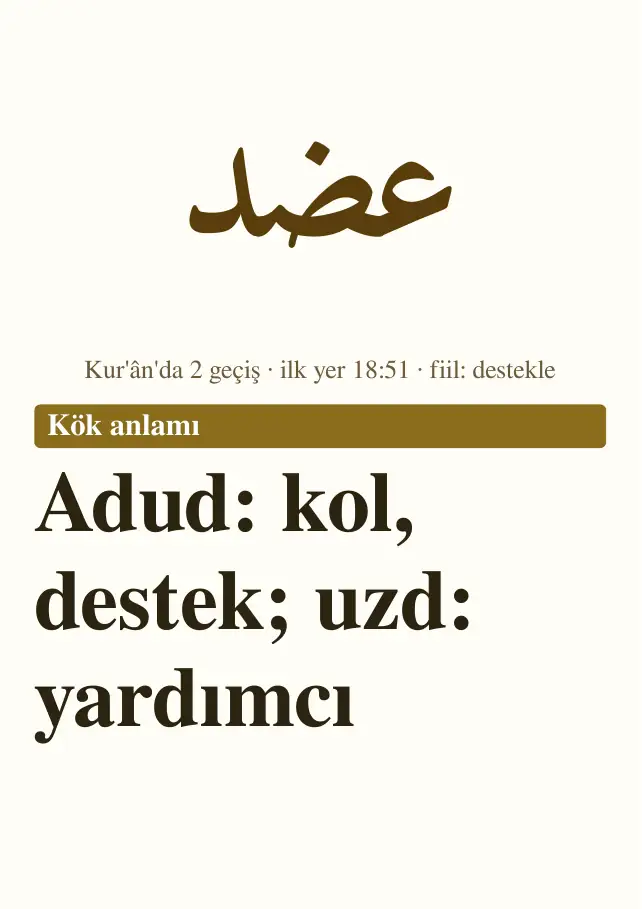 عضد
Kur'ân'da 2 geçiş · ilk yer 18:51 · fiil: destekle
Kök anlamı
Adud: kol,
destek; uzd:
yardımcı